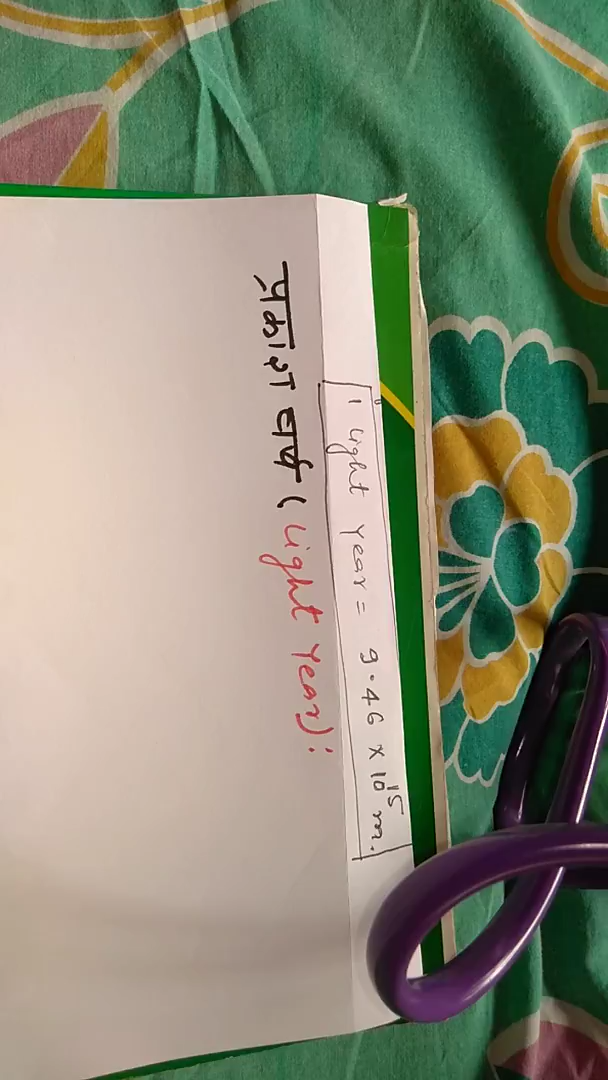 1 Light Year = 9.46 x 10¹⁵ m.
प्रकाश वर्ष (Light Year):